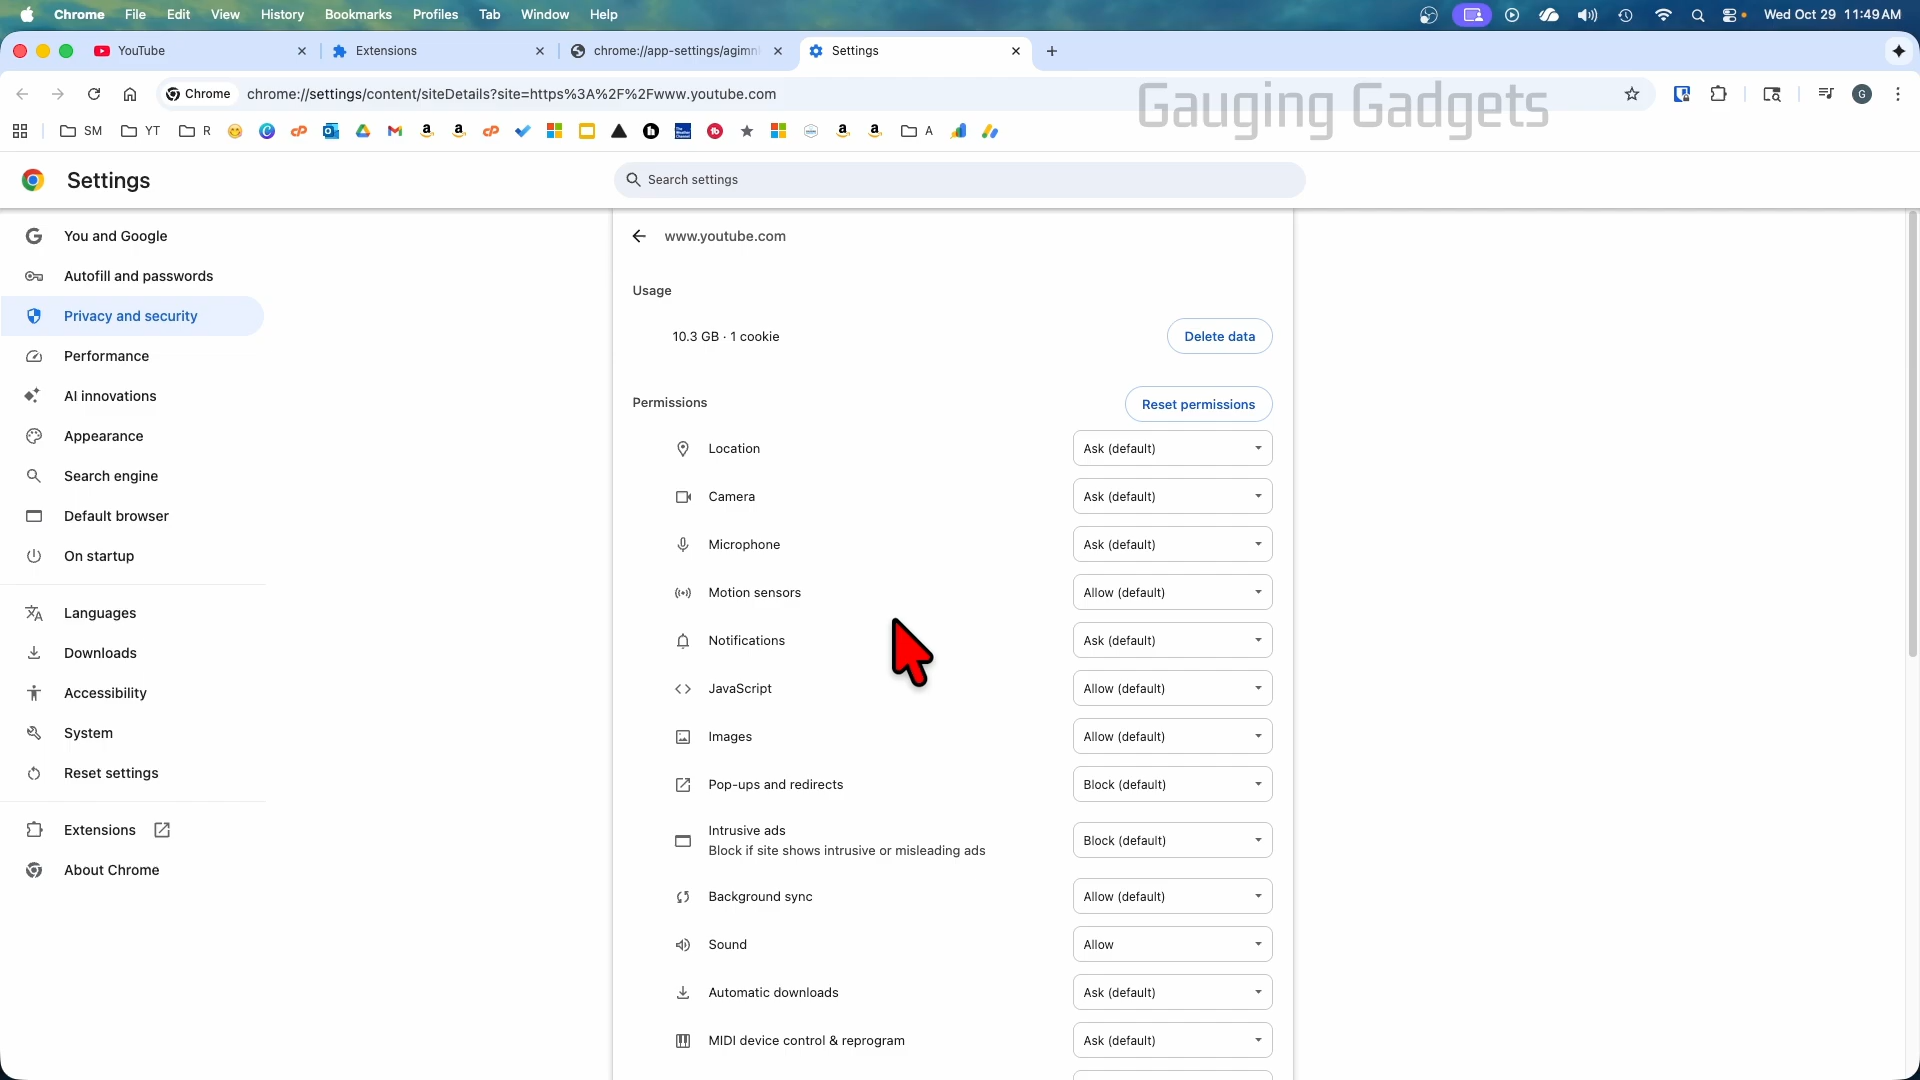 Chrome File Edit View History Bookmarks Profiles Tab Window Help Wed Oct 29 11:49 AM
YouTube Extensions chrome://app-settings/agimn Settings
Chrome chrome://settings/content/siteDetails?site=https%3A%2F%2Fwww.youtube.com G
Gauging Gadgets
SM YT R A
Settings Search settings
You and Google
Autofill and passwords
Privacy and security
Performance
AI innovations
Appearance
Search engine
Default browser
On startup
Languages
Downloads
Accessibility
System
Reset settings
Extensions
About Chrome
www.youtube.com
Usage
10.3 GB · 1 cookie Delete data
Permissions Reset permissions
Location Ask (default)
Camera Ask (default)
Microphone Ask (default)
Motion sensors Allow (default)
Notifications Ask (default)
JavaScript Allow (default)
Images Allow (default)
Pop-ups and redirects Block (default)
Intrusive ads Block (default)
Block if site shows intrusive or misleading ads
Background sync Allow (default)
Sound Allow
Automatic downloads Ask (default)
MIDI device control & reprogram Ask (default)